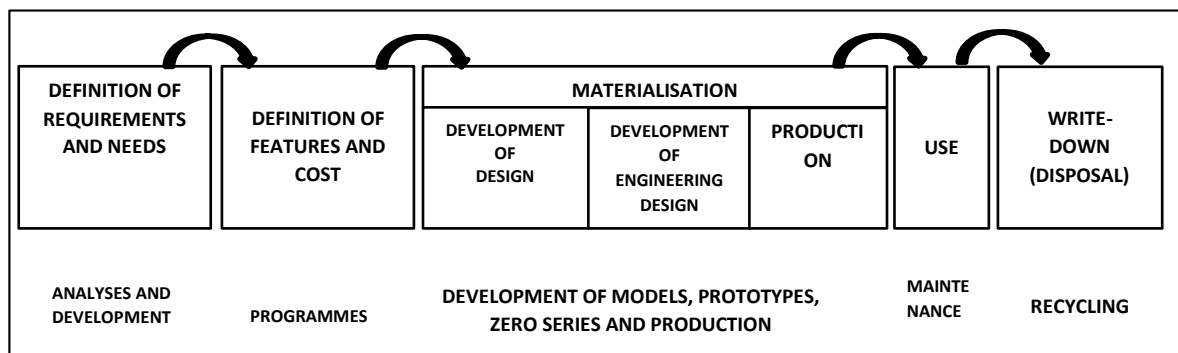 DEFINITION OF
REQUIREMENTS
AND NEEDS
DEFINITION OF
FEATURES AND
COST
MATERIALISATION
DEVELOPMENT
OF
DESIGN
DEVELOPMENT
OF
ENGINEERING
DESIGN
PRODUCTI
ON
USE
WRITE-
DOWN
(DISPOSAL)
ANALYSES AND
DEVELOPMENT
PROGRAMMES
DEVELOPMENT OF MODELS, PROTOTYPES,
ZERO SERIES AND PRODUCTION
MAINTE
NANCE
RECYCLING